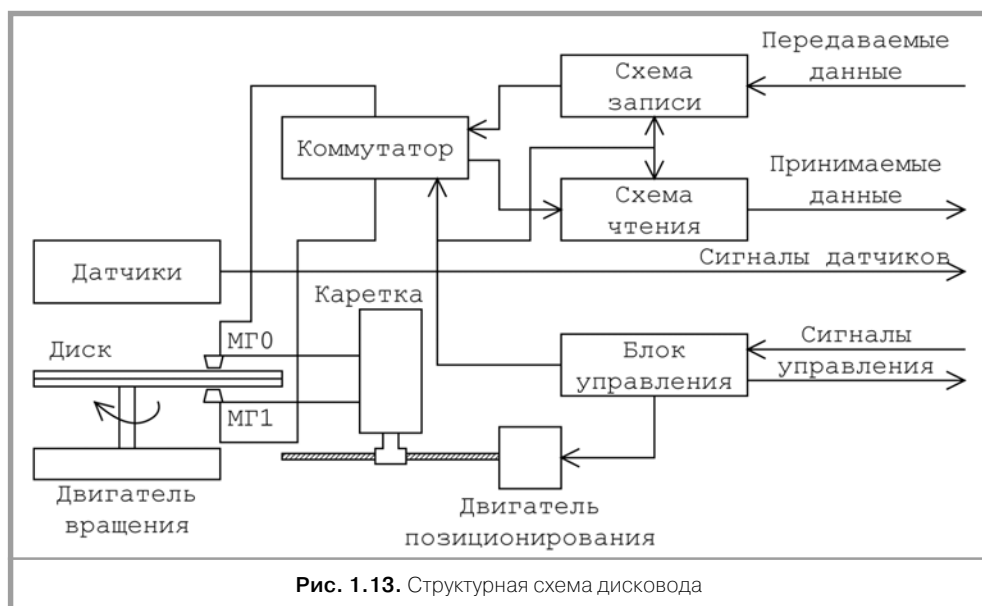 Передаваемые
данные
Схема
записи
Коммутатор
Принимаемые
данные
Схема
чтения
Сигналы датчиков
Датчики
Каретка
МГ0
Диск
МГ1
Сигналы
управления
Блок
управления
Двигатель
вращения
Двигатель
позиционирования
Рис. 1.13. Структурная схема дисковода